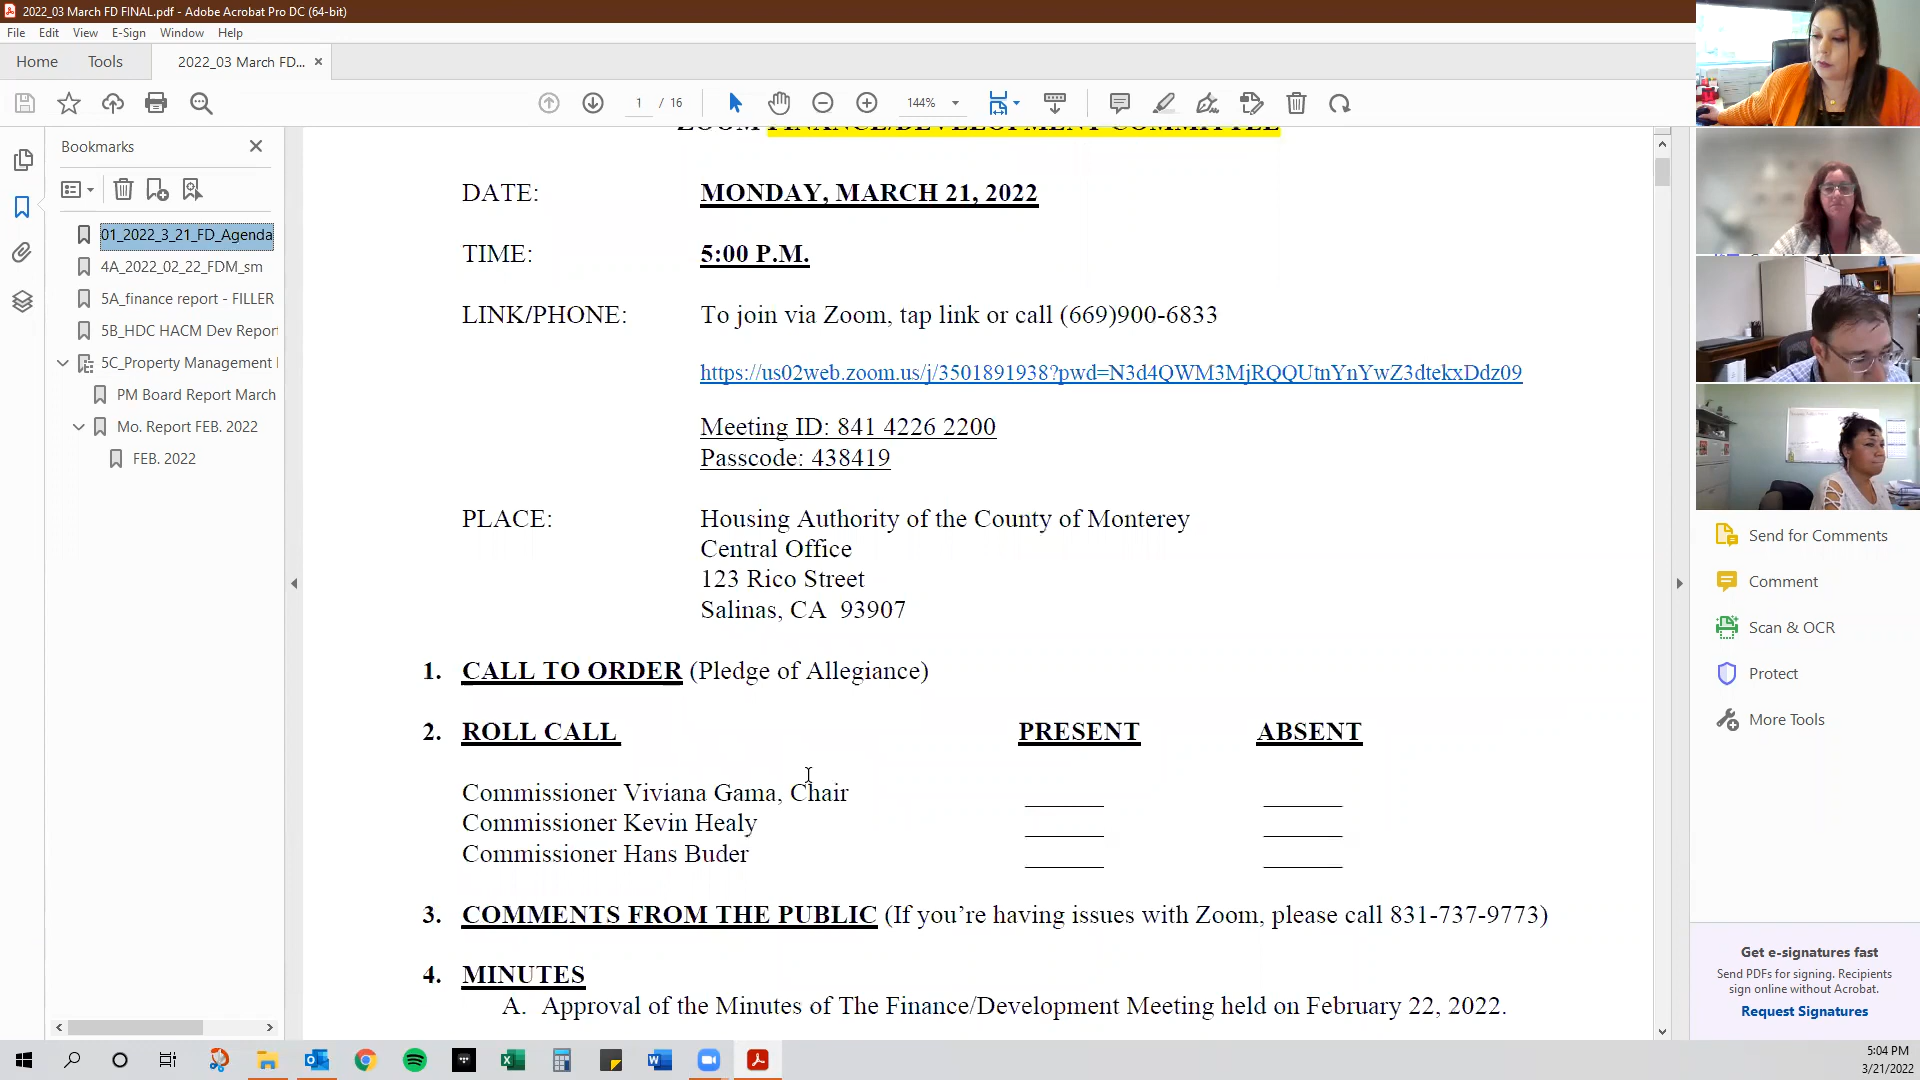 2022_03 March FD FINAL.pdf - Adobe Acrobat Pro DC (64-bit)
File Edit View E-Sign Window Help
Home Tools 2022_03 March FD... ×
1 / 16 144%
Bookmarks
01_2022_3_21_FD_Agenda
4A_2022_02_22_FDM_sm
5A_finance report - FILLER
5B_HDC HACM Dev Report
5C_Property Management
PM Board Report March
Mo. Report FEB. 2022
FEB. 2022
ZOOM FINANCE/DEVELOPMENT COMMITTEE
DATE: MONDAY, MARCH 21, 2022
TIME: 5:00 P.M.
LINK/PHONE: To join via Zoom, tap link or call (669)900-6833
https://us02web.zoom.us/j/3501891938?pwd=N3d4QWM3MjRQQUtnYnYwZ3dtekxDdz09
Meeting ID: 841 4226 2200
Passcode: 438419
PLACE: Housing Authority of the County of Monterey
Central Office
123 Rico Street
Salinas, CA 93907
1. CALL TO ORDER (Pledge of Allegiance)
2. ROLL CALL PRESENT ABSENT
Commissioner Viviana Gama, Chair
Commissioner Kevin Healy
Commissioner Hans Buder
3. COMMENTS FROM THE PUBLIC (If you're having issues with Zoom, please call 831-737-9773)
4. MINUTES
A. Approval of the Minutes of The Finance/Development Meeting held on February 22, 2022.
Send for Comments
Comment
Scan & OCR
Protect
More Tools
Get e-signatures fast
Send PDFs for signing. Recipients
sign online without Acrobat.
Request Signatures
5:04 PM
3/21/2022